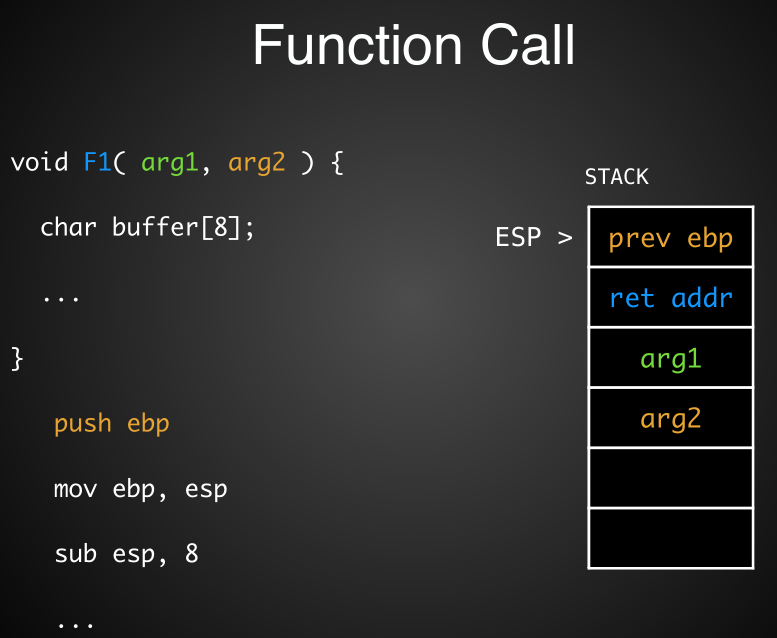 Function Call
void F1( arg1, arg2 ) {
char buffer[8];
...
}
push ebp
mov ebp, esp
sub esp, 8
...
STACK
ESP > prev ebp
ret addr
arg1
arg2